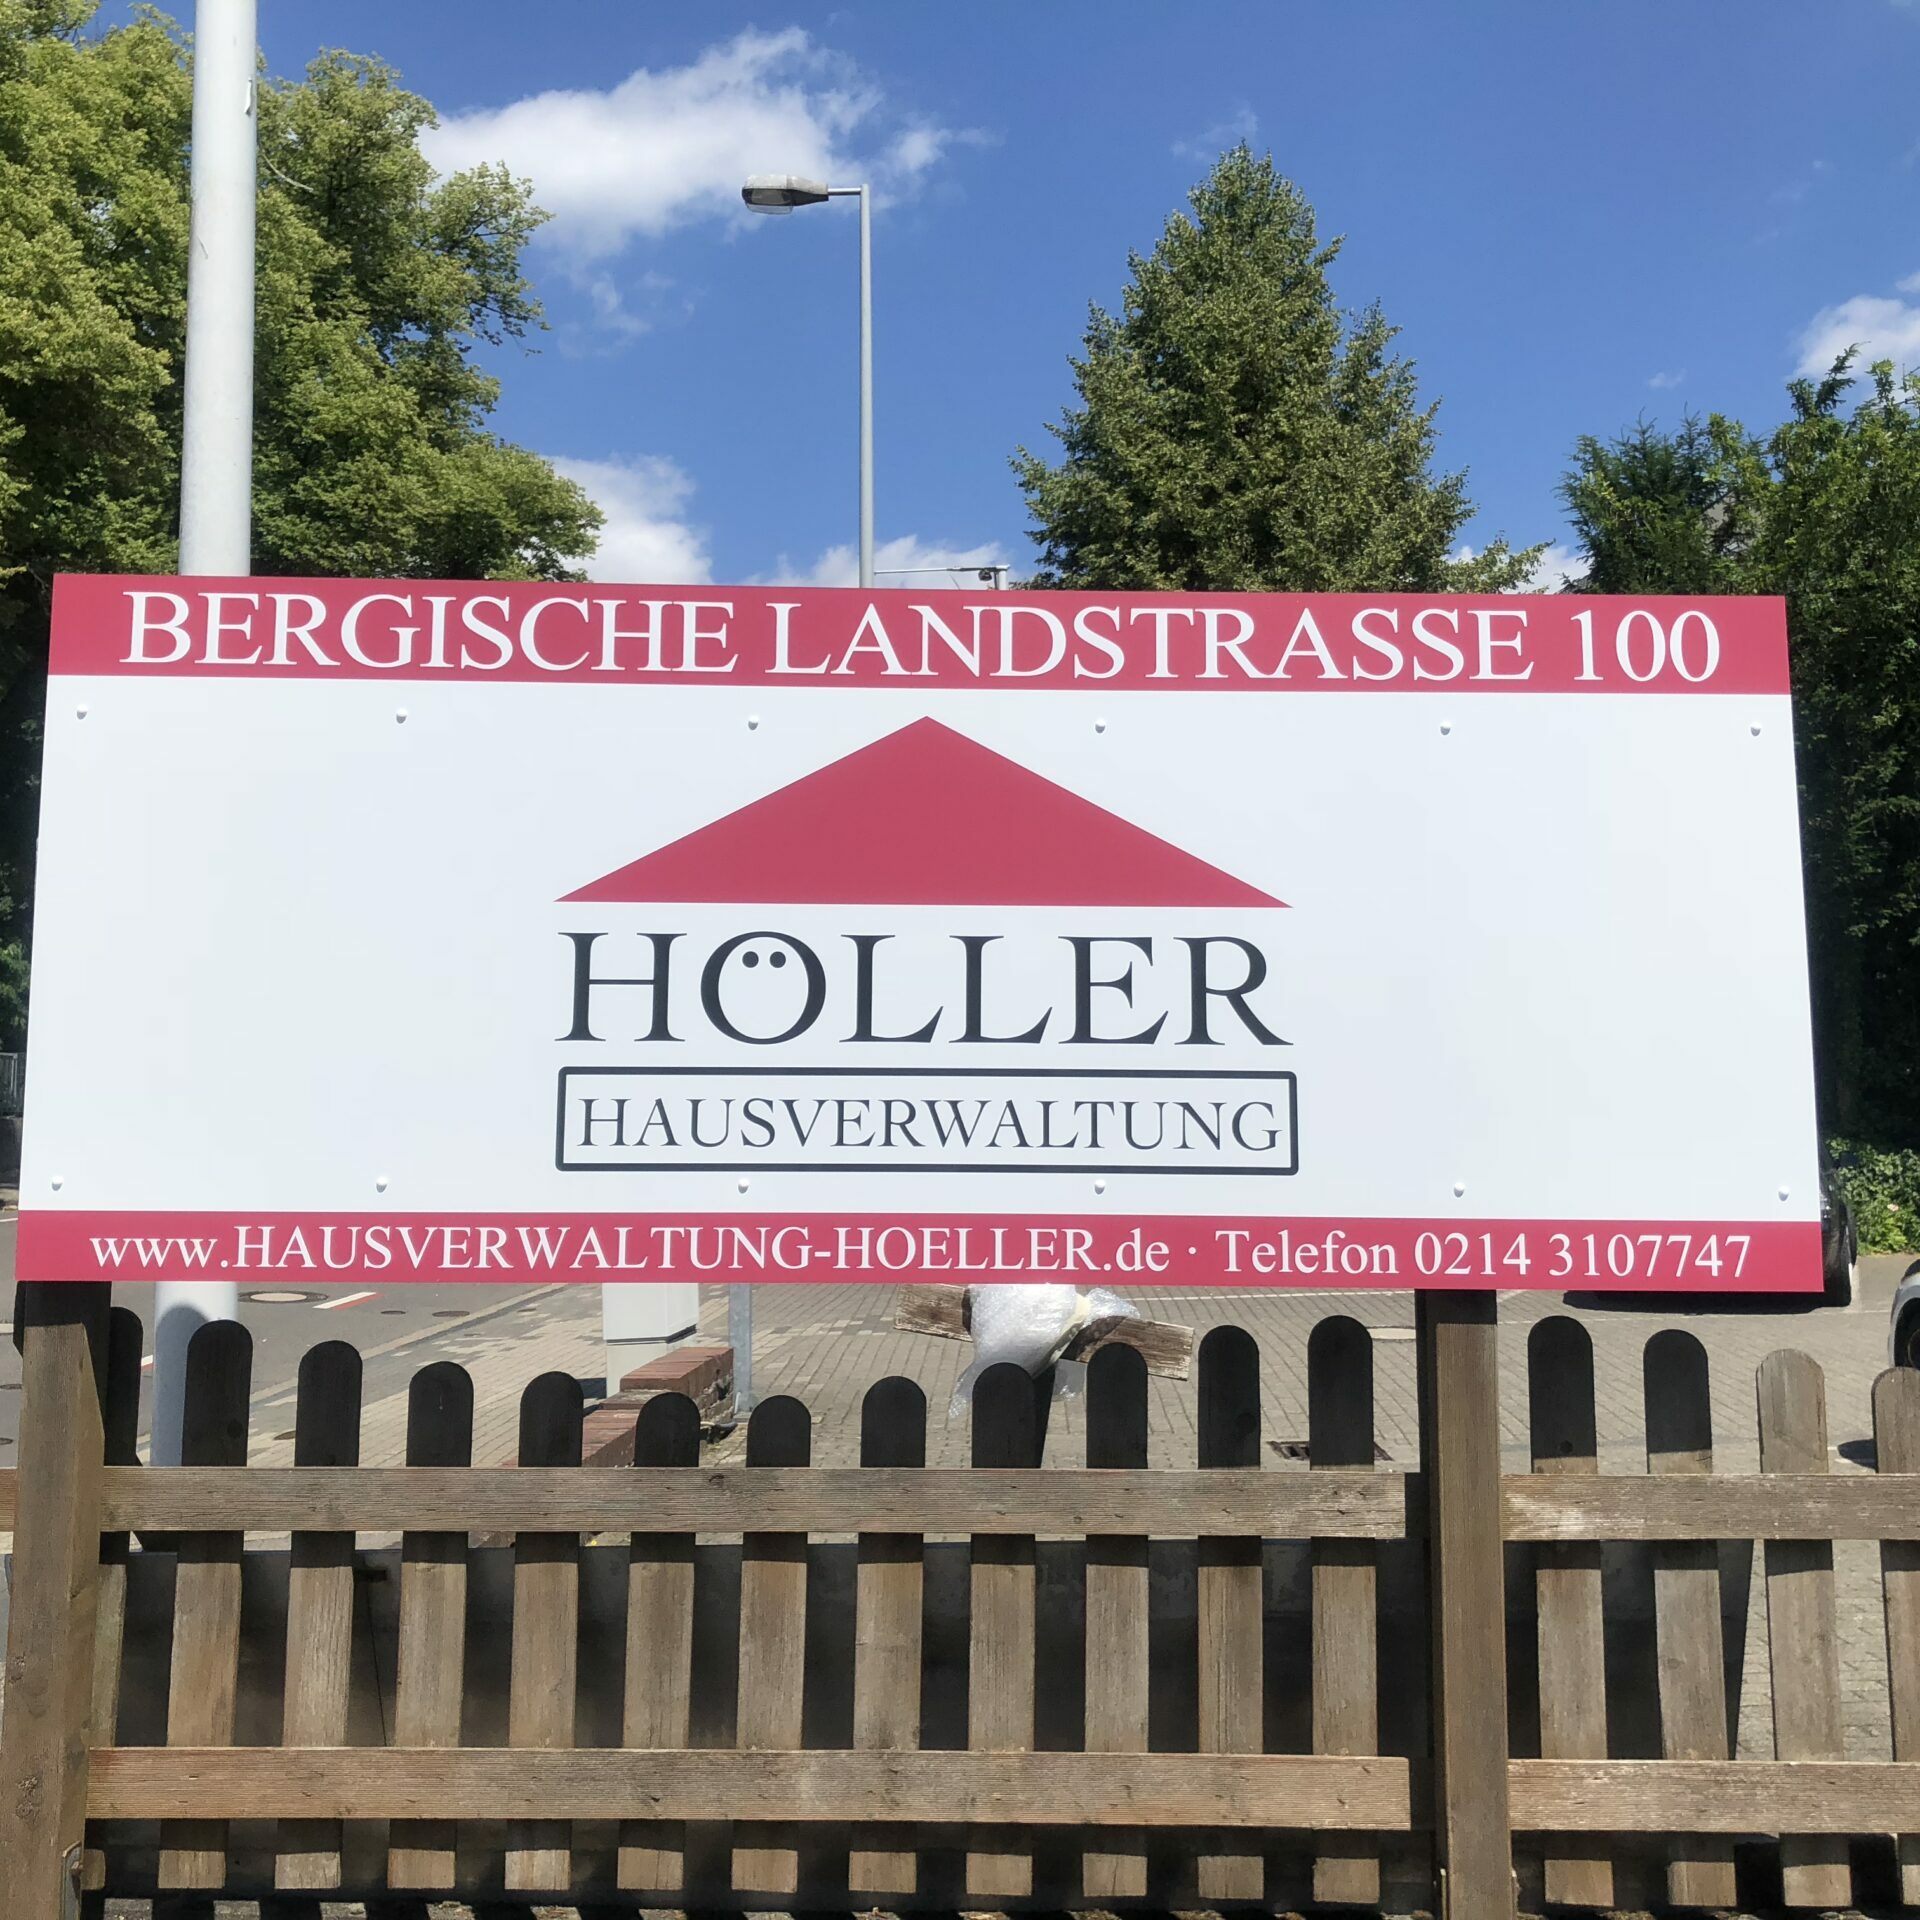 BERGISCHE LANDSTRASSE 100
HÖLLER
HAUSVERWALTUNG
www.HAUSVERWALTUNG-HOELLER.de · Telefon 0214 3107747